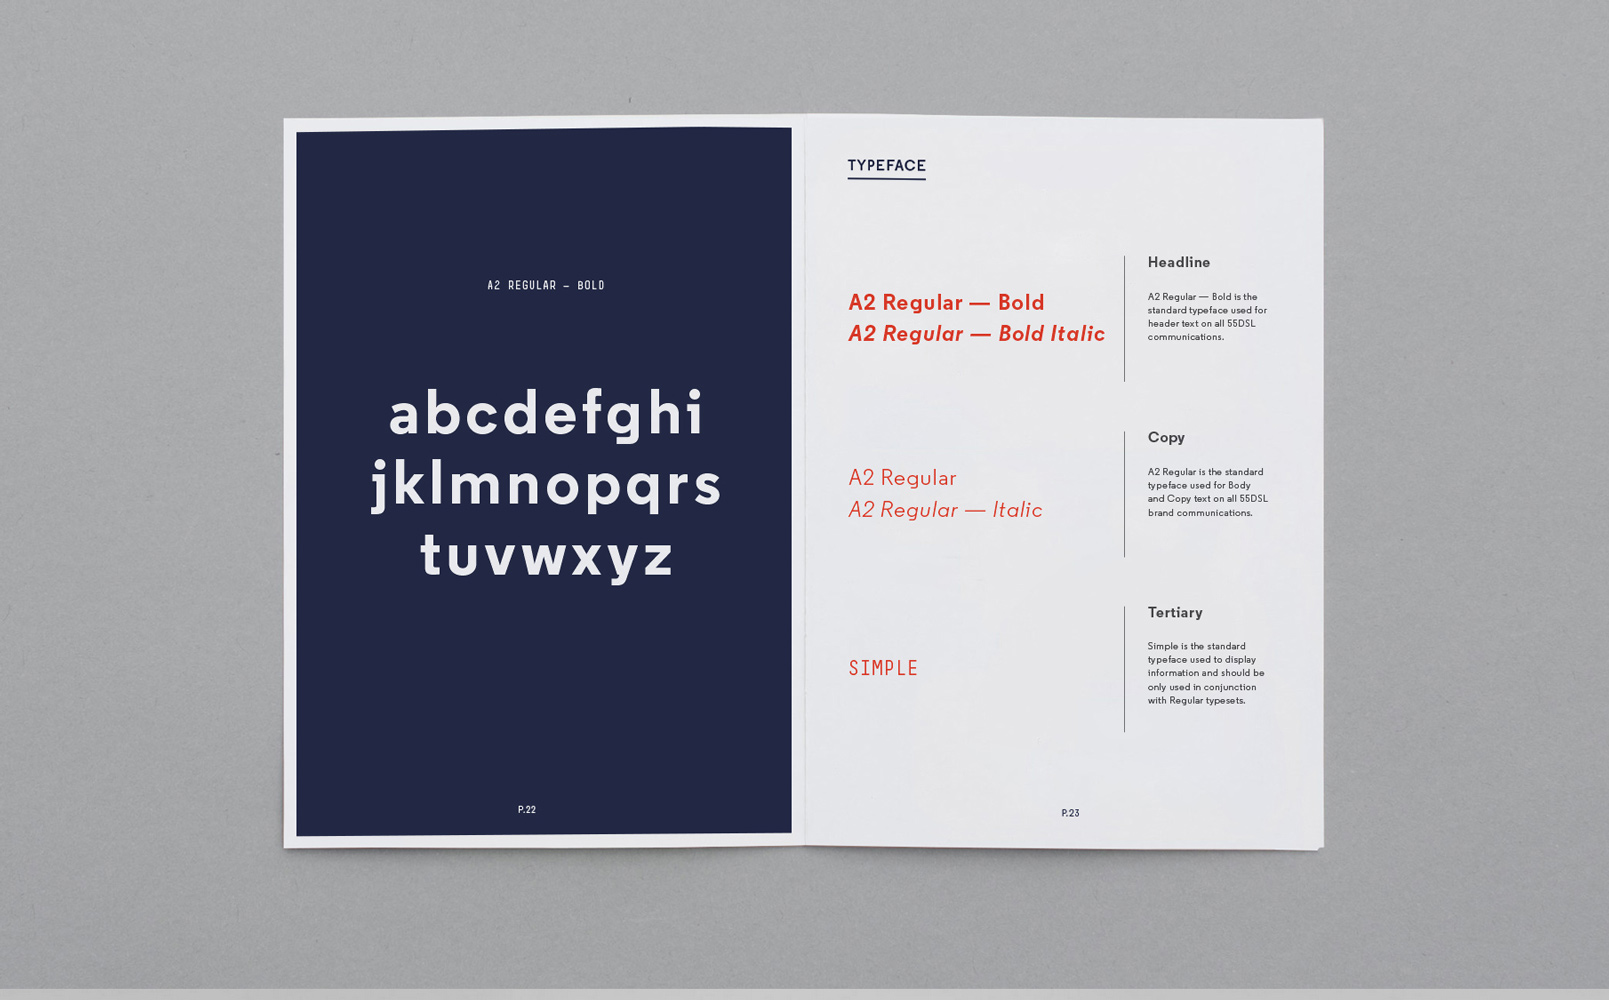 A2 REGULAR – BOLD
abcdefghi
jklmnopqrs
tuvwxyz
P.22
TYPEFACE
A2 Regular — Bold
A2 Regular — Bold Italic
Headline
A2 Regular — Bold is the
standard typeface used for
header text on all 55DSL
communications.
A2 Regular
A2 Regular — Italic
Copy
A2 Regular is the standard
typeface used for Body
and Copy text on all 55DSL
brand communications.
SIMPLE
Tertiary
Simple is the standard
typeface used to display
information and should be
only used in conjunction
with Regular typesets.
P.23